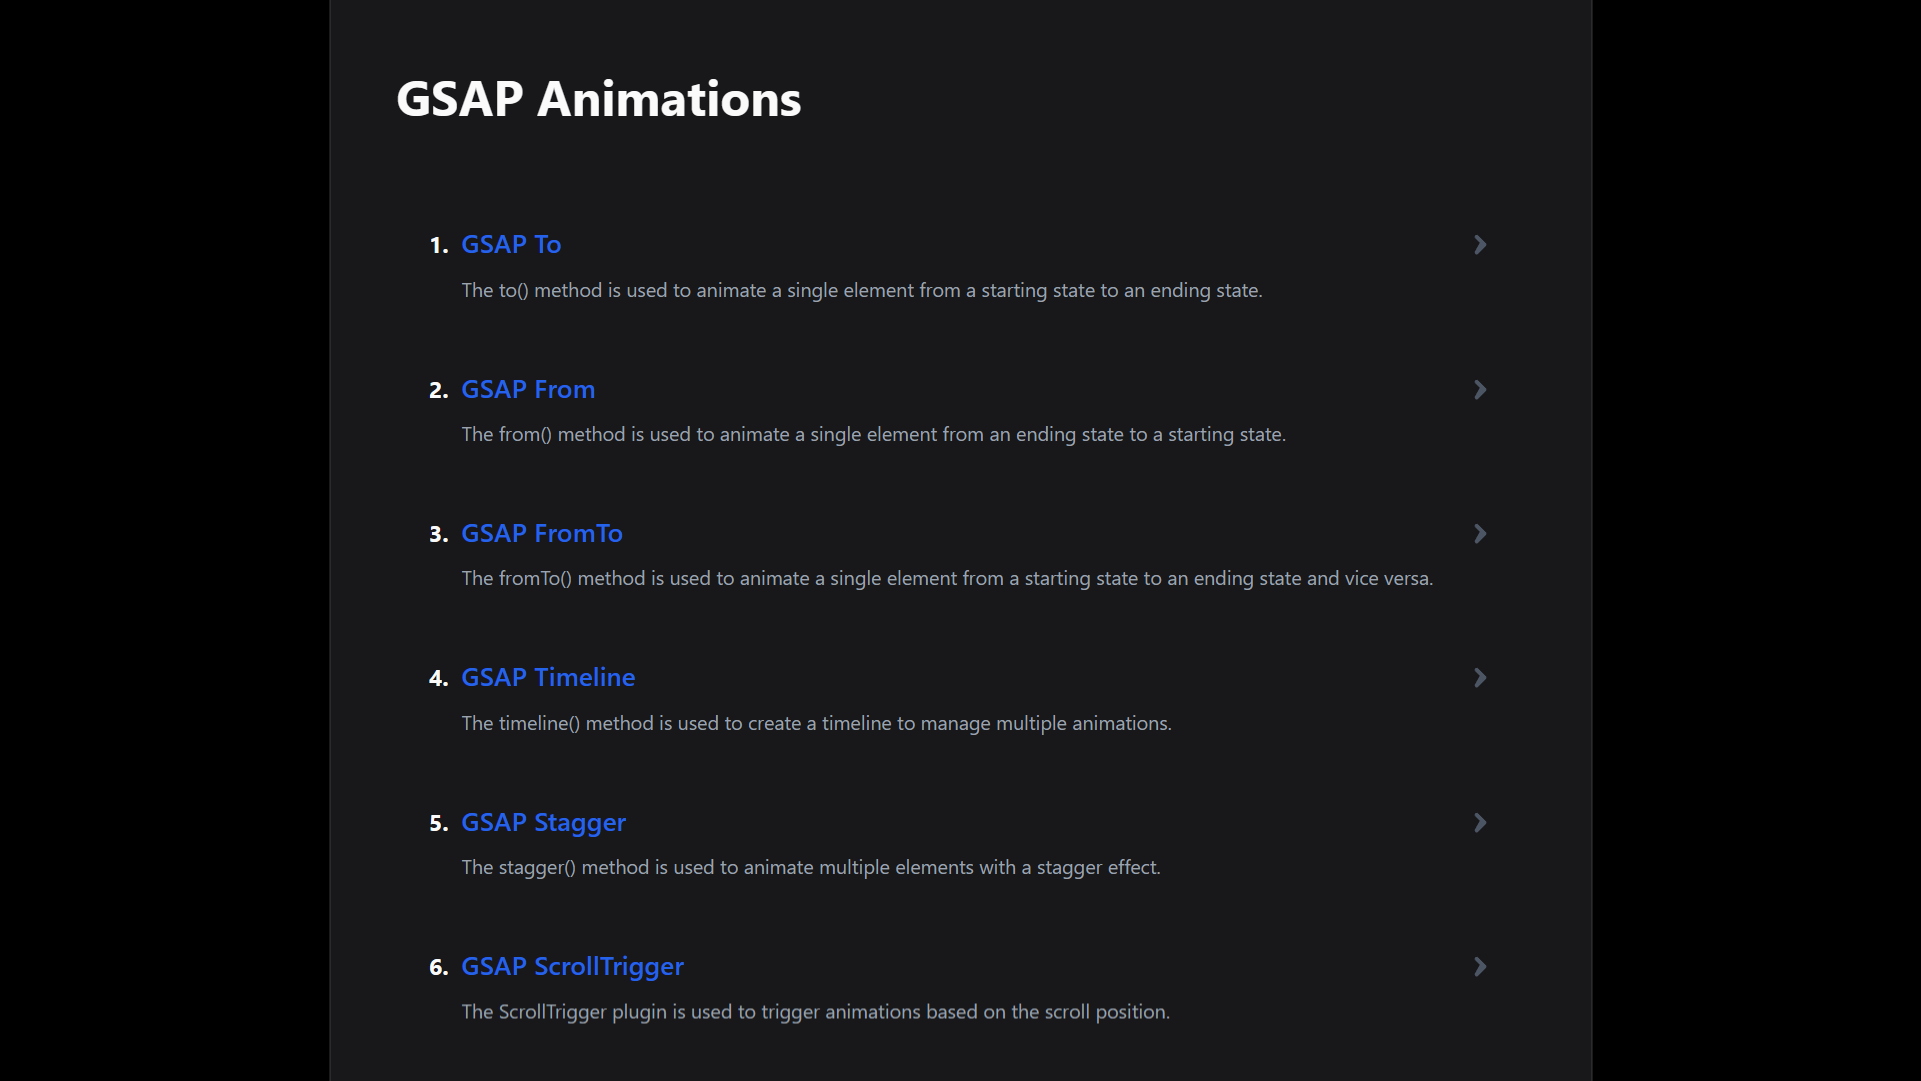 GSAP Animations
1. GSAP To
The to() method is used to animate a single element from a starting state to an ending state.
2. GSAP From
The from() method is used to animate a single element from an ending state to a starting state.
3. GSAP FromTo
The fromTo() method is used to animate a single element from a starting state to an ending state and vice versa.
4. GSAP Timeline
The timeline() method is used to create a timeline to manage multiple animations.
5. GSAP Stagger
The stagger() method is used to animate multiple elements with a stagger effect.
6. GSAP ScrollTrigger
The ScrollTrigger plugin is used to trigger animations based on the scroll position.